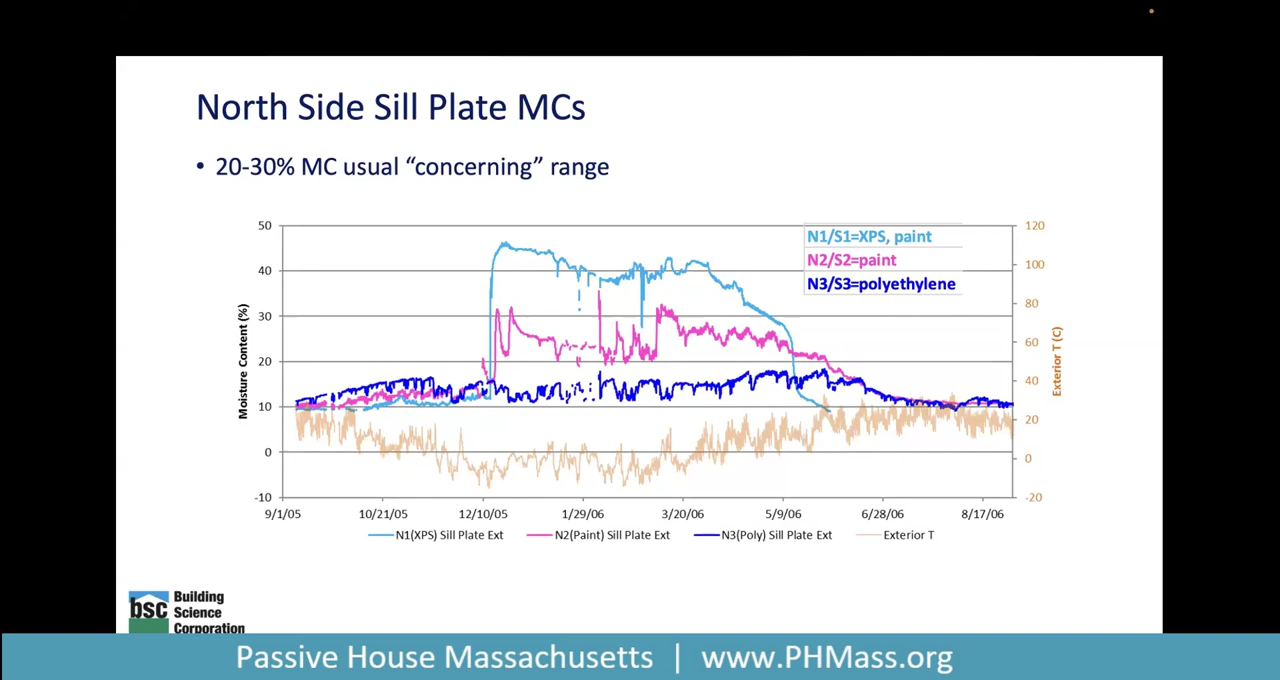 North Side Sill Plate MCs
• 20-30% MC usual “concerning” range
50
40
30
20
10
0
-10
Moisture Content (%)
120
100
80
60
40
20
0
-20
Exterior T (C)
N1/S1=XPS, paint
N2/S2=paint
N3/S3=polyethylene
9/1/05 10/21/05 12/10/05 1/29/06 3/20/06 5/9/06 6/28/06 8/17/06
N1(XPS) Sill Plate Ext N2(Paint) Sill Plate Ext N3(Poly) Sill Plate Ext Exterior T
bsc
Building
Science
Corporation
Passive House Massachusetts | www.PHMass.org